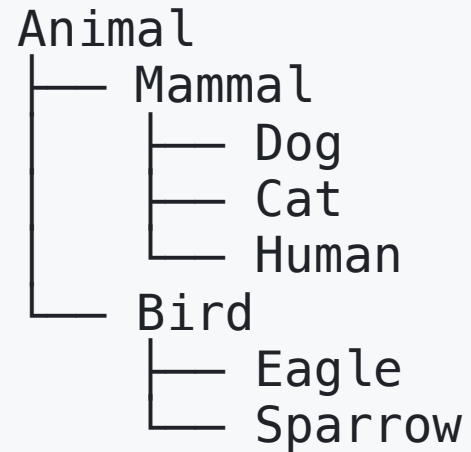 Animal
├── Mammal
│   ├── Dog
│   ├── Cat
│   └── Human
└── Bird
    ├── Eagle
    └── Sparrow